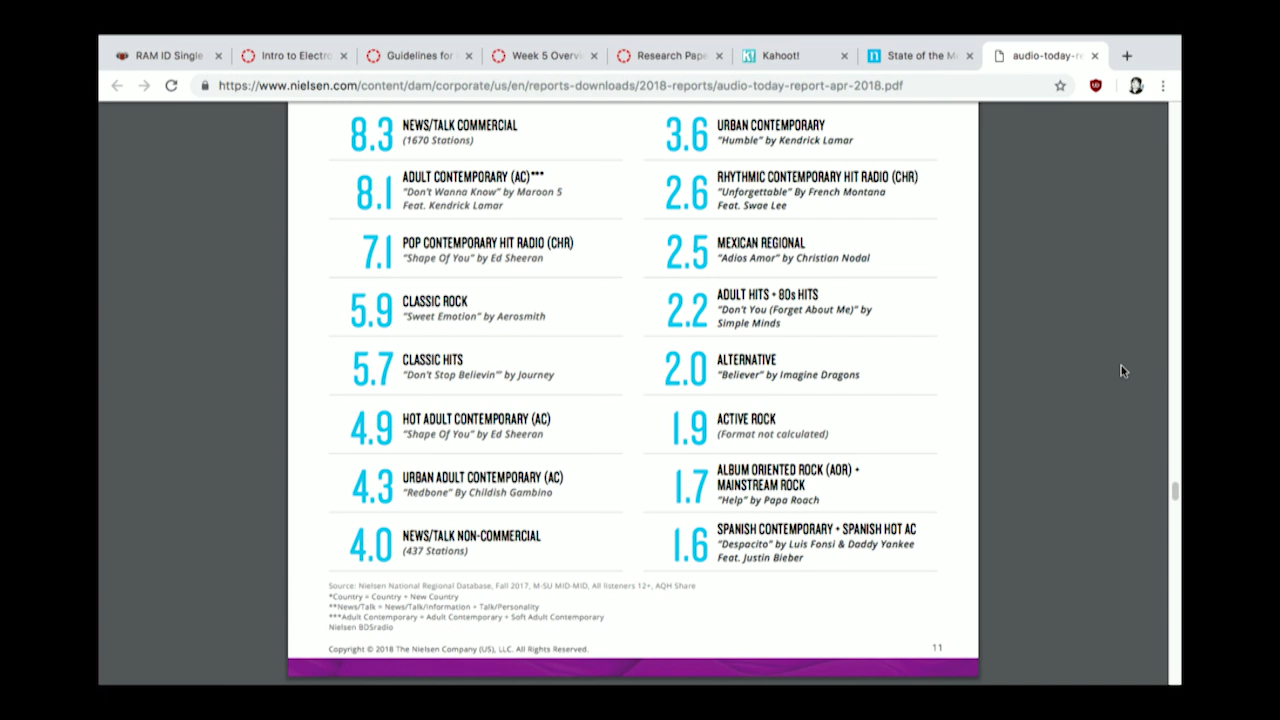 RAM ID Single
Intro to Electro
Guidelines for
Week 5 Overvi
Research Pape
Kahoot!
State of the Me
audio-today-re
https://www.nielsen.com/content/dam/corporate/us/en/reports-downloads/2018-reports/audio-today-report-apr-2018.pdf
8.3 NEWS/TALK COMMERCIAL
(1670 Stations)
8.1 ADULT CONTEMPORARY (AC)***
"Don't Wanna Know" by Maroon 5
Feat. Kendrick Lamar
7.1 POP CONTEMPORARY HIT RADIO (CHR)
"Shape Of You" by Ed Sheeran
5.9 CLASSIC ROCK
"Sweet Emotion" by Aerosmith
5.7 CLASSIC HITS
"Don't Stop Believin'" by Journey
4.9 HOT ADULT CONTEMPORARY (AC)
"Shape Of You" by Ed Sheeran
4.3 URBAN ADULT CONTEMPORARY (AC)
"Redbone" By Childish Gambino
4.0 NEWS/TALK NON-COMMERCIAL
(437 Stations)
3.6 URBAN CONTEMPORARY
"Humble" by Kendrick Lamar
2.6 RHYTHMIC CONTEMPORARY HIT RADIO (CHR)
"Unforgettable" By French Montana
Feat. Swae Lee
2.5 MEXICAN REGIONAL
"Adios Amor" by Christian Nodal
2.2 ADULT HITS + 80s HITS
"Don't You (Forget About Me)" by
Simple Minds
2.0 ALTERNATIVE
"Believer" by Imagine Dragons
1.9 ACTIVE ROCK
(Format not calculated)
1.7 ALBUM ORIENTED ROCK (AOR) +
MAINSTREAM ROCK
"Help" by Papa Roach
1.6 SPANISH CONTEMPORARY + SPANISH HOT AC
"Despacito" by Luis Fonsi & Daddy Yankee
Feat. Justin Bieber
Source: Nielsen National Regional Database, Fall 2017, M-SU MID-MID, All listeners 12+, AQH Share
*Country = Country + New Country
**News/Talk = News/Talk/Information + Talk/Personality
***Adult Contemporary = Adult Contemporary + Soft Adult Contemporary
Nielsen BDSradio
Copyright © 2018 The Nielsen Company (US), LLC. All Rights Reserved.
11